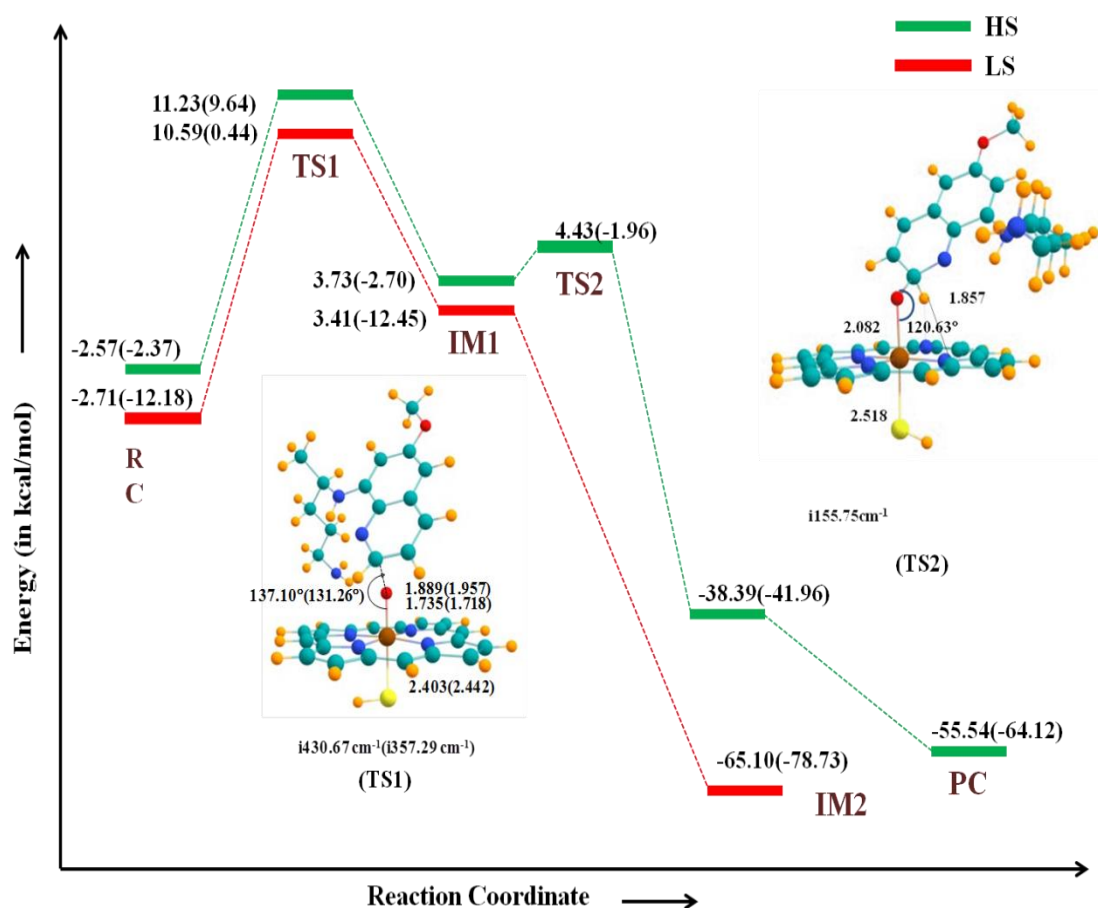 HS
LS
11.23(9.64)
10.59(0.44)
TS1
4.43(-1.96)
TS2
3.73(-2.70)
3.41(-12.45)
IM1
-2.57(-2.37)
-2.71(-12.18)
R
C
1.857
2.082
120.63°
2.518
i155.75cm-1
(TS2)
137.10°(131.26°)
1.889(1.957)
1.735(1.718)
2.403(2.442)
i430.67 cm-1(i357.29 cm-1)
(TS1)
-38.39(-41.96)
-55.54(-64.12)
PC
-65.10(-78.73)
IM2
Energy (in kcal/mol)
Reaction Coordinate